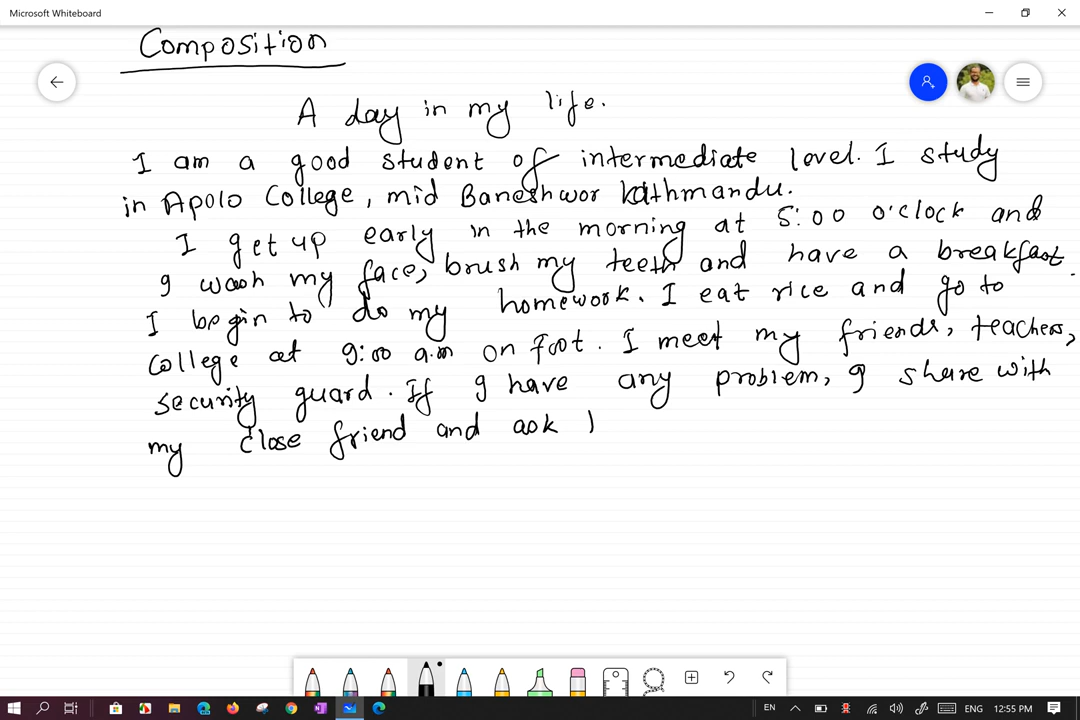 Microsoft Whiteboard
Composition
A day in my life.
I am a good student of intermediate level. I study
in Apolo College, mid Baneshwor Kathmandu.
I get up early in the morning at 5:00 o'clock and
I wash my face, brush my teeth and have a breakfast.
I begin to do my homework. I eat rice and go to
college at 9:00 a.m on foot. I meet my friends, teachers,
security guard. If I have any problem, I share with
my close friend and ask
EN
ENG
12:55 PM